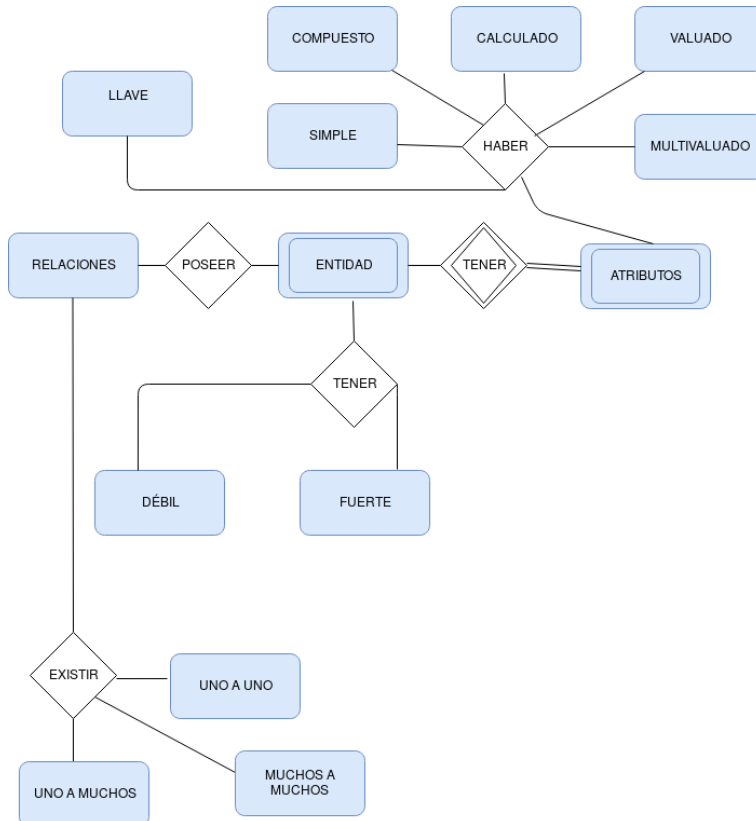 COMPUESTO
CALCULADO
VALUADO
LLAVE
SIMPLE
HABER
MULTIVALUADO
RELACIONES
POSEER
ENTIDAD
TENER
ATRIBUTOS
TENER
DÉBIL
FUERTE
EXISTIR
UNO A UNO
UNO A MUCHOS
MUCHOS A
MUCHOS